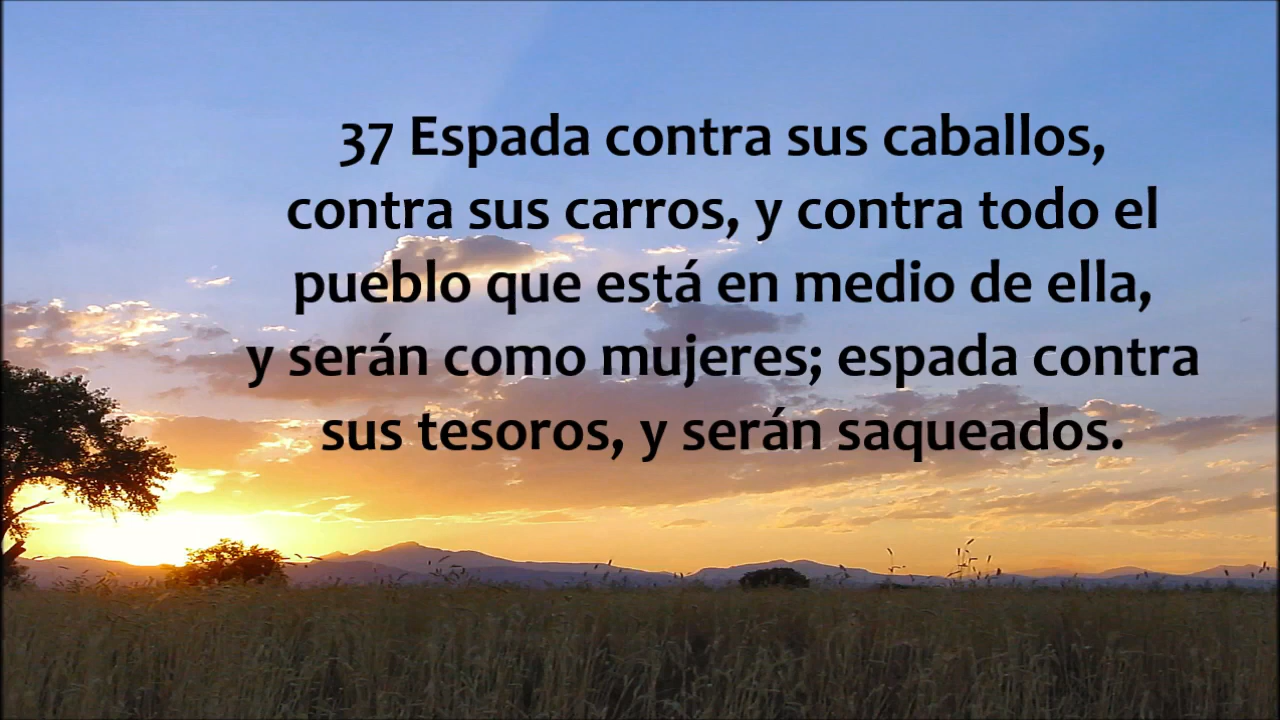 37 Espada contra sus caballos,
contra sus carros, y contra todo el
pueblo que está en medio de ella,
y serán como mujeres; espada contra
sus tesoros, y serán saqueados.